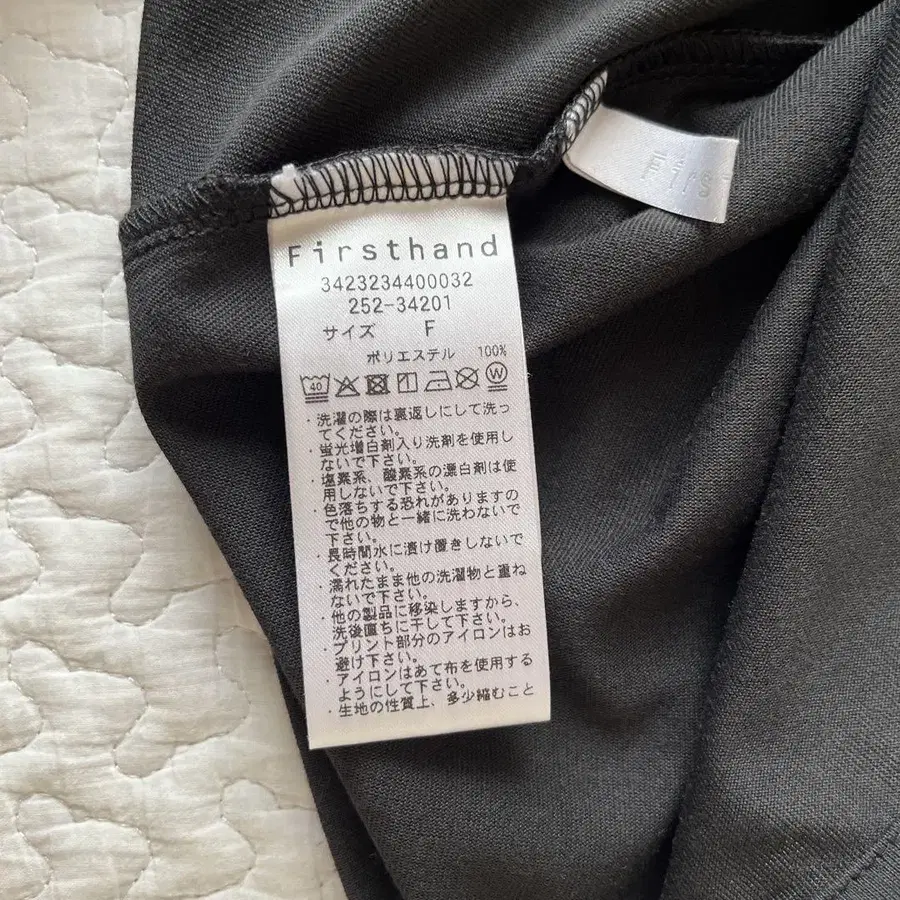 Firsthand
3423234400032
252-34201
サイズ F
ポリエステル 100%
40
W
・洗濯の際は裏返しにして洗っ
てください。
・蛍光増白剤入り洗剤を使用し
ないで下さい。
・塩素系、酸素系の漂白剤は使
用しないで下さい。
・色落ちする恐れがありますの
で他の物と一緒に洗わないで
下さい。
・長時間水に漬け置きしないで
ください。
・濡れたまま他の洗濯物と重ね
ないで下さい。
・他の製品に移染しますから、
洗後直ちに干して下さい。
・プリント部分のアイロンはお
避け下さい。
・アイロンはあて布を使用する
ようにして下さい。
・生地の性質上、多少縮むこと
Firs